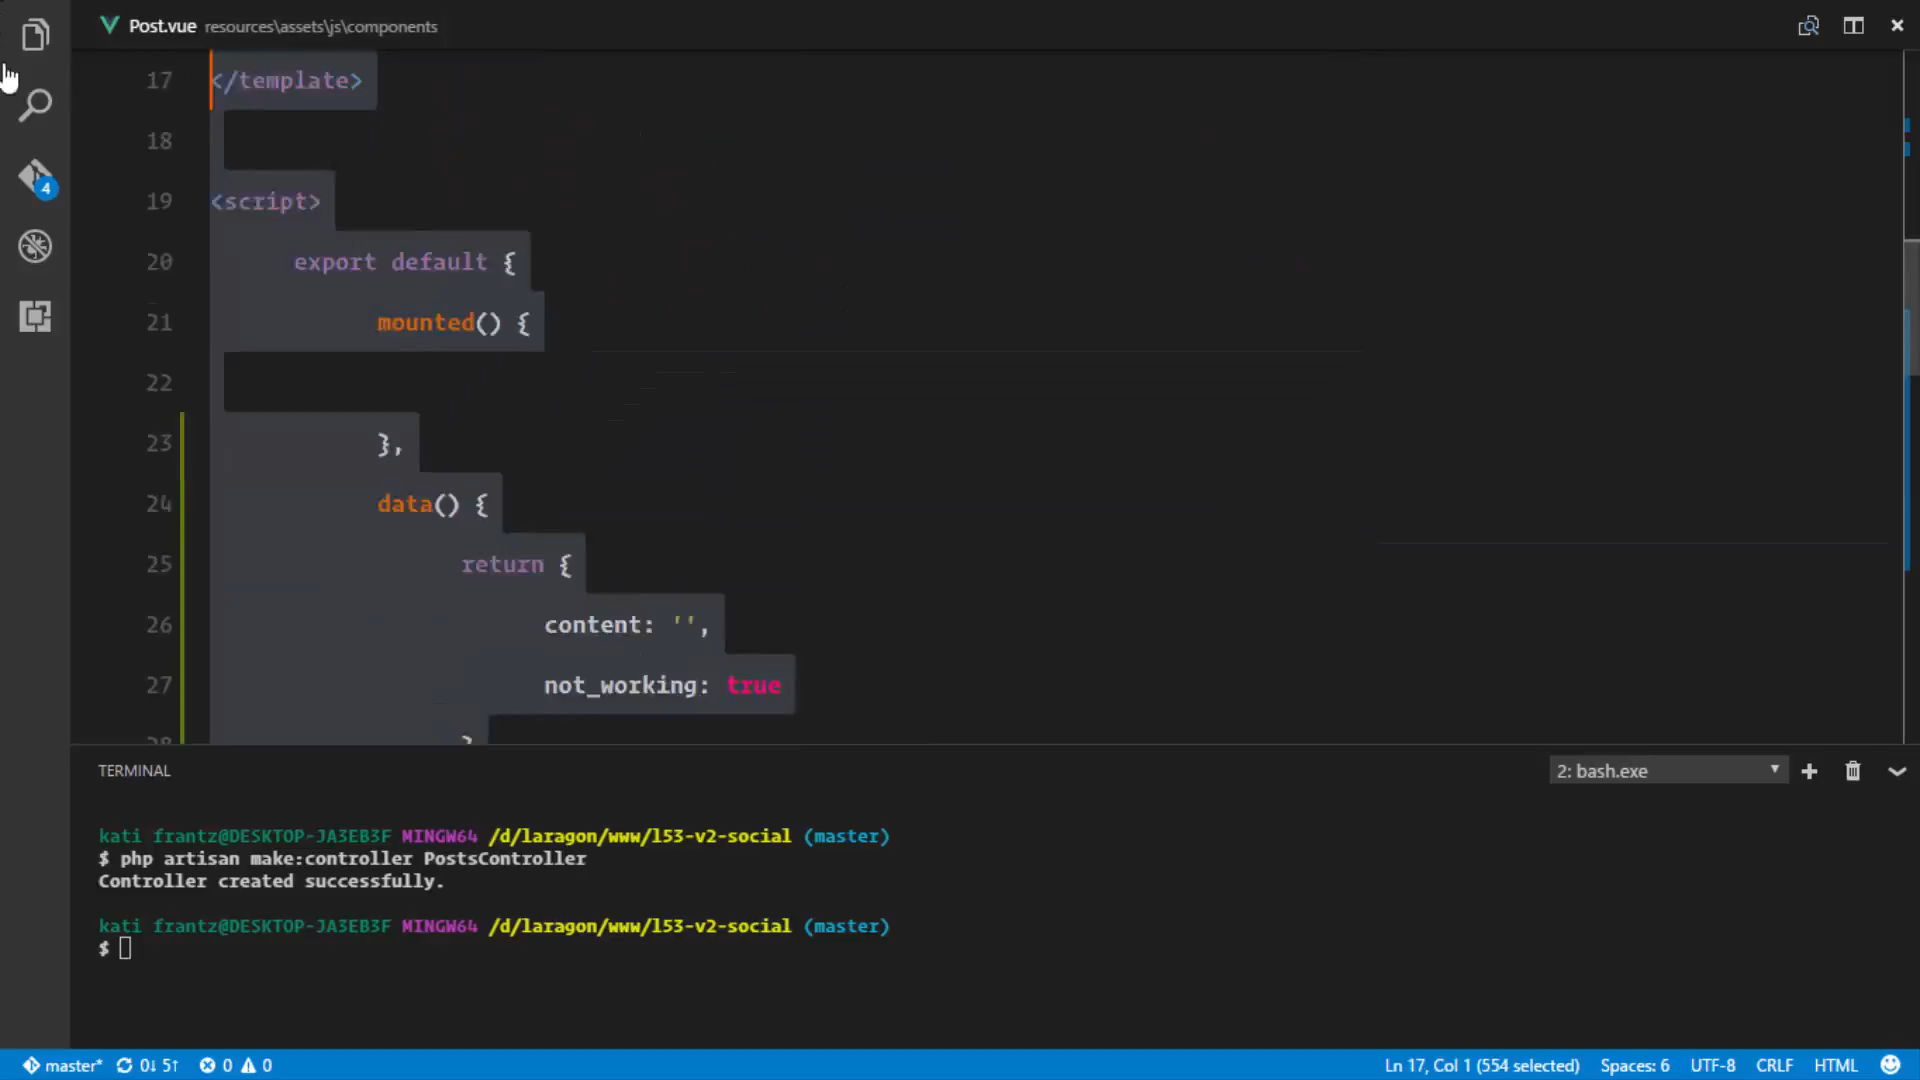 Post.vue resources\assets\js\components
17 </template>
18
19 <script>
20 export default {
21 mounted() {
22
23 },
24 data() {
25 return {
26 content: '',
27 not_working: true
28 }
4
TERMINAL
2: bash.exe
kati frantz@DESKTOP-JA3EB3F MINGW64 /d/laragon/www/l53-v2-social (master)
$ php artisan make:controller PostsController
Controller created successfully.
kati frantz@DESKTOP-JA3EB3F MINGW64 /d/laragon/www/l53-v2-social (master)
$
master* 0↓ 5↑ 0 0 Ln 17, Col 1 (554 selected) Spaces: 6 UTF-8 CRLF HTML